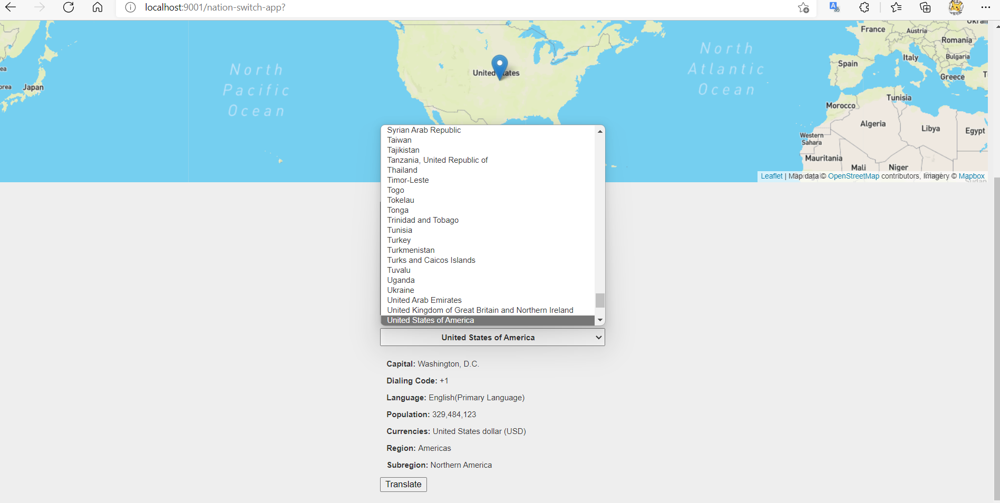 localhost:9001/nation-switch-app?
North
Pacific
Ocean
Japan
United States
North
Atlantic
Ocean
France
Austria
Romania
Italy
Bulgaria
Spain
Greece
Tunisia
Morocco
Algeria
Libya
Egypt
Western
Sahara
Mauritania
Mali
Niger
Leaflet | Map data © OpenStreetMap contributors, Imagery © Mapbox
Syrian Arab Republic
Taiwan
Tajikistan
Tanzania, United Republic of
Thailand
Timor-Leste
Togo
Tokelau
Tonga
Trinidad and Tobago
Tunisia
Turkey
Turkmenistan
Turks and Caicos Islands
Tuvalu
Uganda
Ukraine
United Arab Emirates
United Kingdom of Great Britain and Northern Ireland
United States of America
United States of America
Capital: Washington, D.C.
Dialing Code: +1
Language: English(Primary Language)
Population: 329,484,123
Currencies: United States dollar (USD)
Region: Americas
Subregion: Northern America
Translate